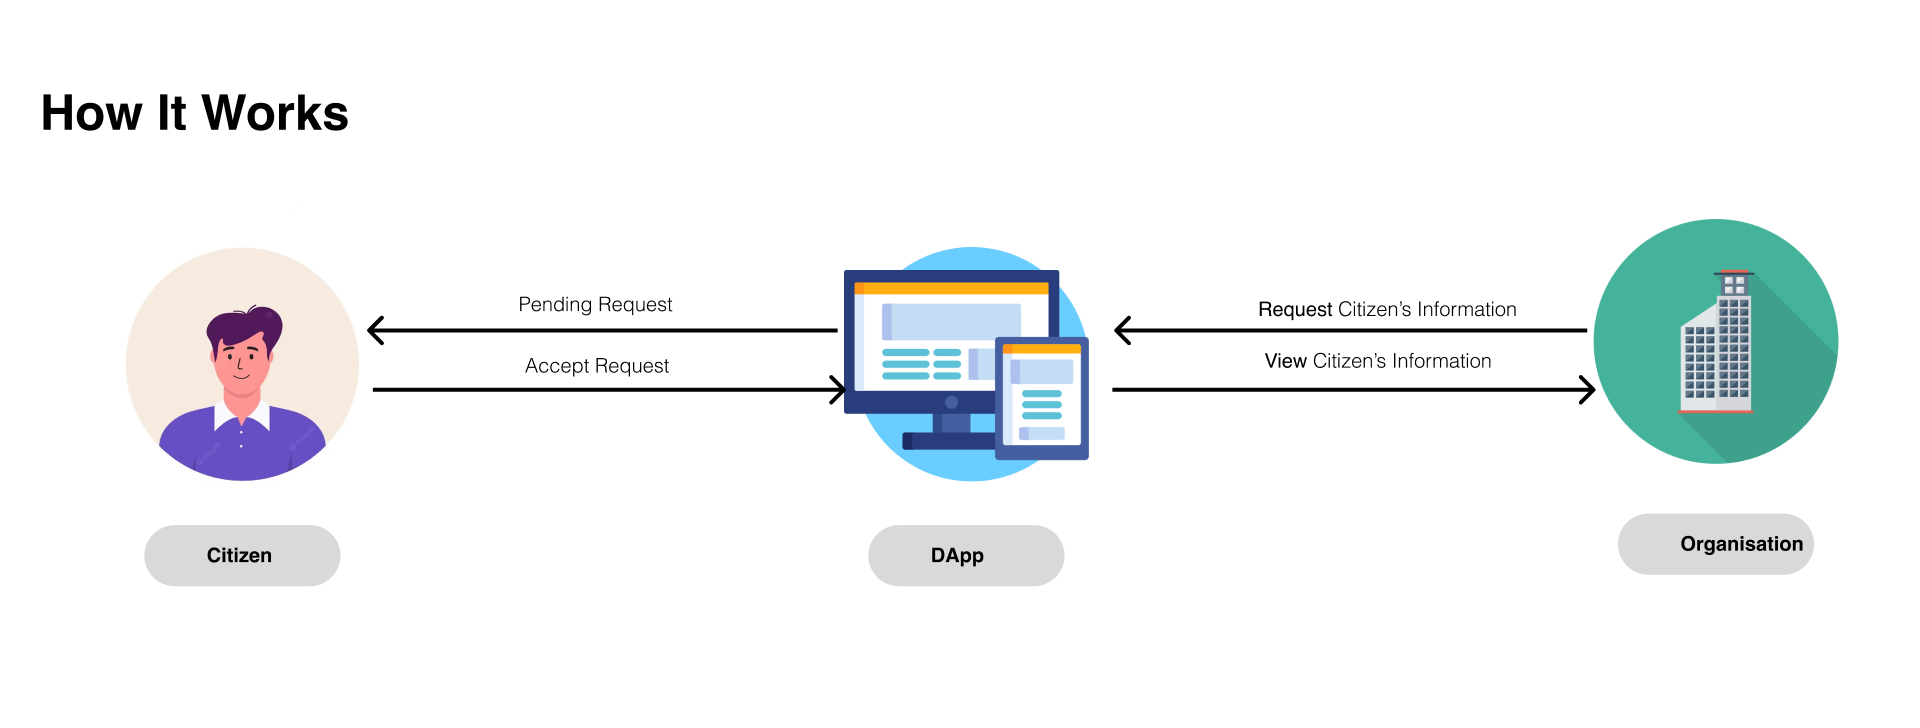 How It Works
Pending Request
Request Citizen's Information
Accept Request
View Citizen's Information
Citizen
DApp
Organisation